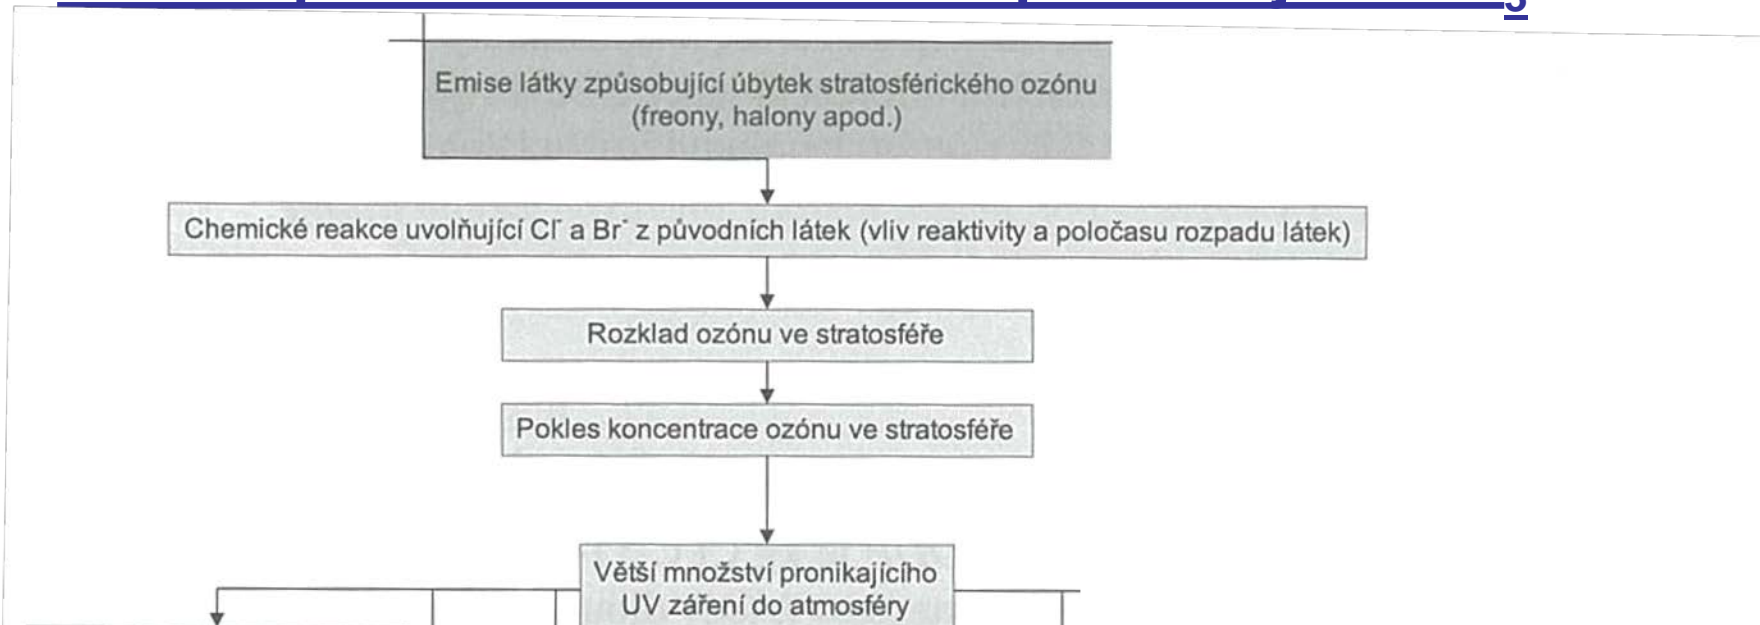 Emise látky způsobující úbytek stratosférického ozónu
(freony, halony apod.)
Chemické reakce uvolňující Cl⁻ a Br⁻ z původních látek (vliv reaktivity a poločasu rozpadu látek)
Rozklad ozónu ve stratosféře
Pokles koncentrace ozónu ve stratosféře
Větší množství pronikajícího
UV záření do atmosféry